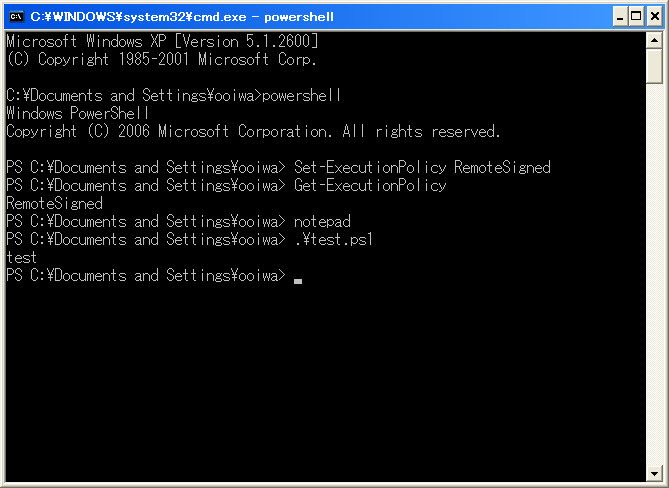 C:¥WINDOWS¥system32¥cmd.exe - powershell
Microsoft Windows XP [Version 5.1.2600]
(C) Copyright 1985-2001 Microsoft Corp.
C:¥Documents and Settings¥ooiwa>powershell
Windows PowerShell
Copyright (C) 2006 Microsoft Corporation. All rights reserved.
PS C:¥Documents and Settings¥ooiwa> Set-ExecutionPolicy RemoteSigned
PS C:¥Documents and Settings¥ooiwa> Get-ExecutionPolicy
RemoteSigned
PS C:¥Documents and Settings¥ooiwa> notepad
PS C:¥Documents and Settings¥ooiwa> .¥test.ps1
test
PS C:¥Documents and Settings¥ooiwa>